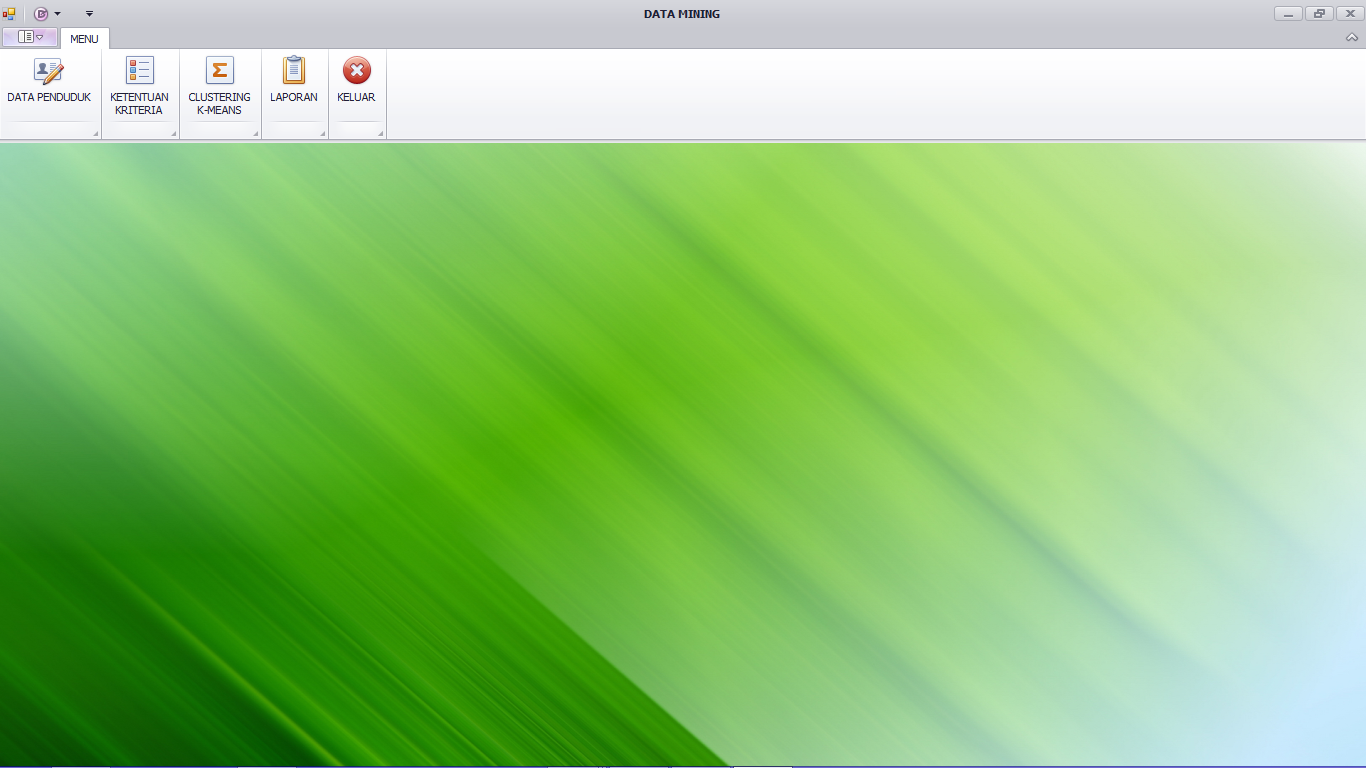 DATA MINING
MENU
DATA PENDUDUK
KETENTUAN
KRITERIA
CLUSTERING
K-MEANS
LAPORAN
KELUAR